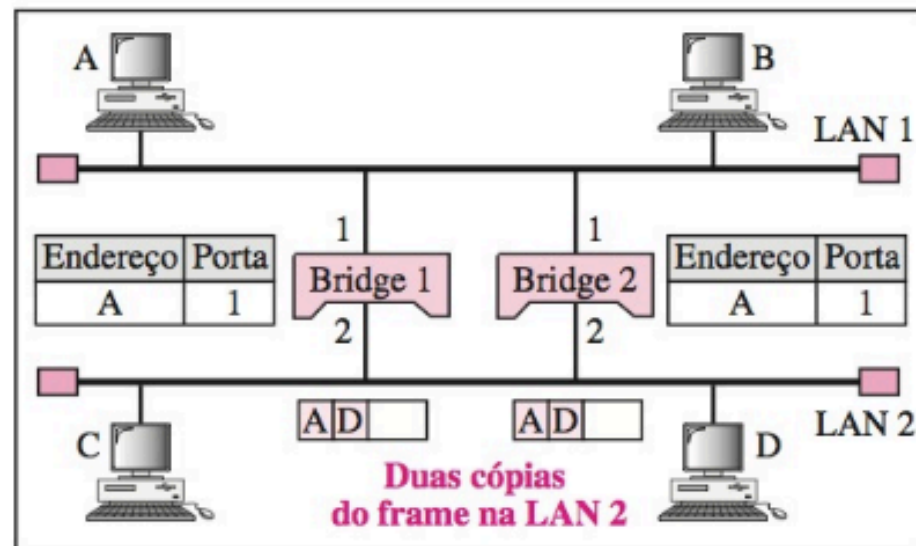 A
B
LAN 1
1
1
Endereço Porta
A 1
Bridge 1
Bridge 2
Endereço Porta
A 1
2
2
A D
A D
LAN 2
C
D
Duas cópias
do frame na LAN 2